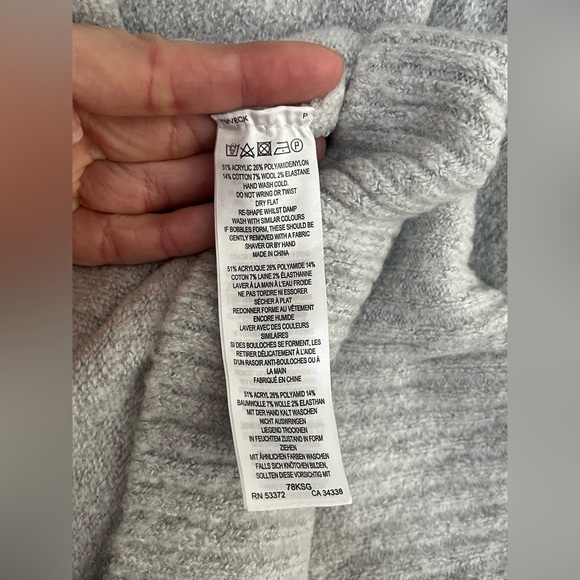 P
51% ACRYLIC 26% POLYAMIDE/NYLON
14% COTTON 7% WOOL 2% ELASTANE
HAND WASH COLD.
DO NOT WRING OR TWIST
DRY FLAT
RE-SHAPE WHILST DAMP
WASH WITH SIMILAR COLOURS
IF BOBBLES FORM, THESE SHOULD BE
GENTLY REMOVED WITH A FABRIC
SHAVER OR BY HAND
MADE IN CHINA
51% ACRYLIQUE 26% POLYAMIDE 14%
COTON 7% LAINE 2% ÉLASTHANNE
LAVER À LA MAIN À L'EAU FROIDE
NE PAS TORDRE NI ESSORER
SÉCHER À PLAT
REDONNER FORME AU VÊTEMENT
ENCORE HUMIDE
LAVER AVEC DES COULEURS
SIMILAIRES
SI DES BOULOCHES SE FORMENT, LES
RETIRER DÉLICATEMENT À L'AIDE
D'UN RASOIR ANTI-BOULOCHES OU À
LA MAIN
FABRIQUÉ EN CHINE
51% ACRYL 26% POLYAMID 14%
BAUMWOLLE 7% WOLLE 2% ELASTHAN
MIT DER HAND KALT WASCHEN
NICHT AUSWRINGEN
LIEGEND TROCKNEN
IN FEUCHTEM ZUSTAND IN FORM
ZIEHEN
MIT ÄHNLICHEN FARBEN WASCHEN
FALLS SICH KNÖTCHEN BILDEN,
SOLLTEN DIESE VORSICHTIG MIT
78KSG
RN 53372 CA 34338